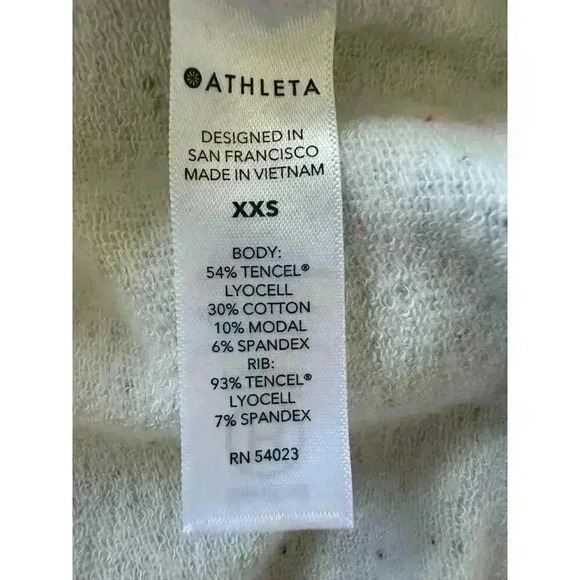 ATHLETA
DESIGNED IN
SAN FRANCISCO
MADE IN VIETNAM
XXS
BODY:
54% TENCEL®
LYOCELL
30% COTTON
10% MODAL
6% SPANDEX
RIB:
93% TENCEL®
LYOCELL
7% SPANDEX
RN 54023